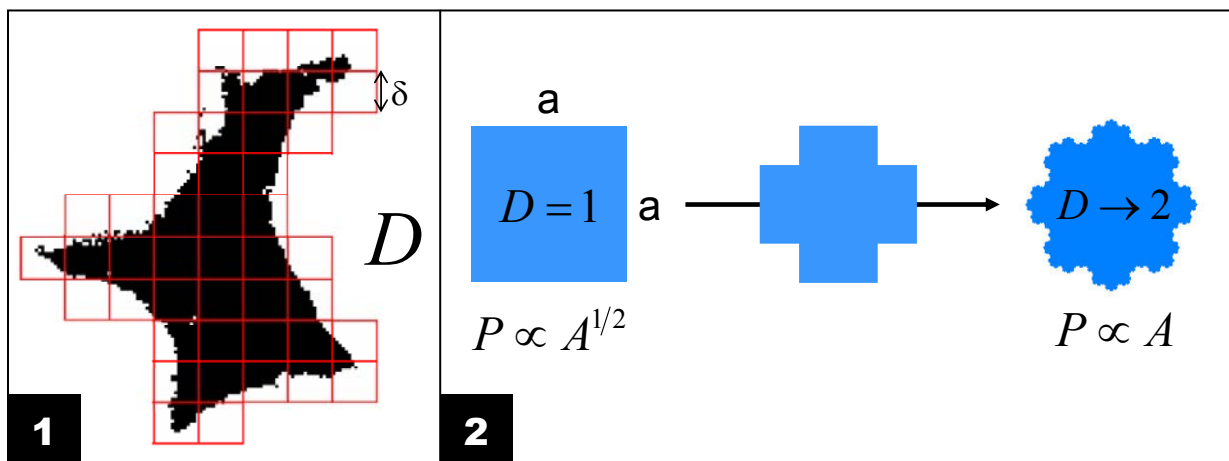 δ
D
1
a
D = 1
a
P ∝ A^{1/2}
D → 2
P ∝ A
2